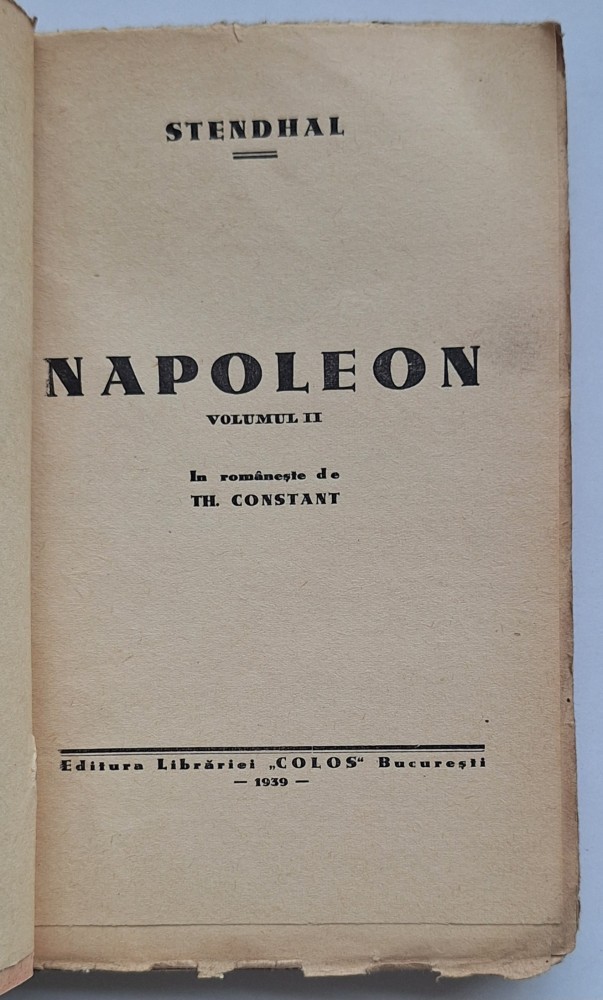 STENDHAL
NAPOLEON
VOLUMUL II
In românește de
TH. CONSTANT
Editura Librăriei „COLOS“ București
— 1939 —